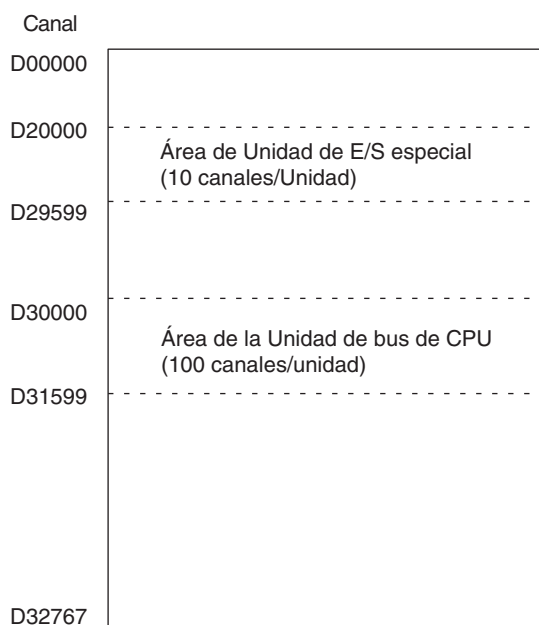 Canal
D00000
D20000
Área de Unidad de E/S especial
(10 canales/Unidad)
D29599
D30000
Área de la Unidad de bus de CPU
(100 canales/unidad)
D31599
D32767